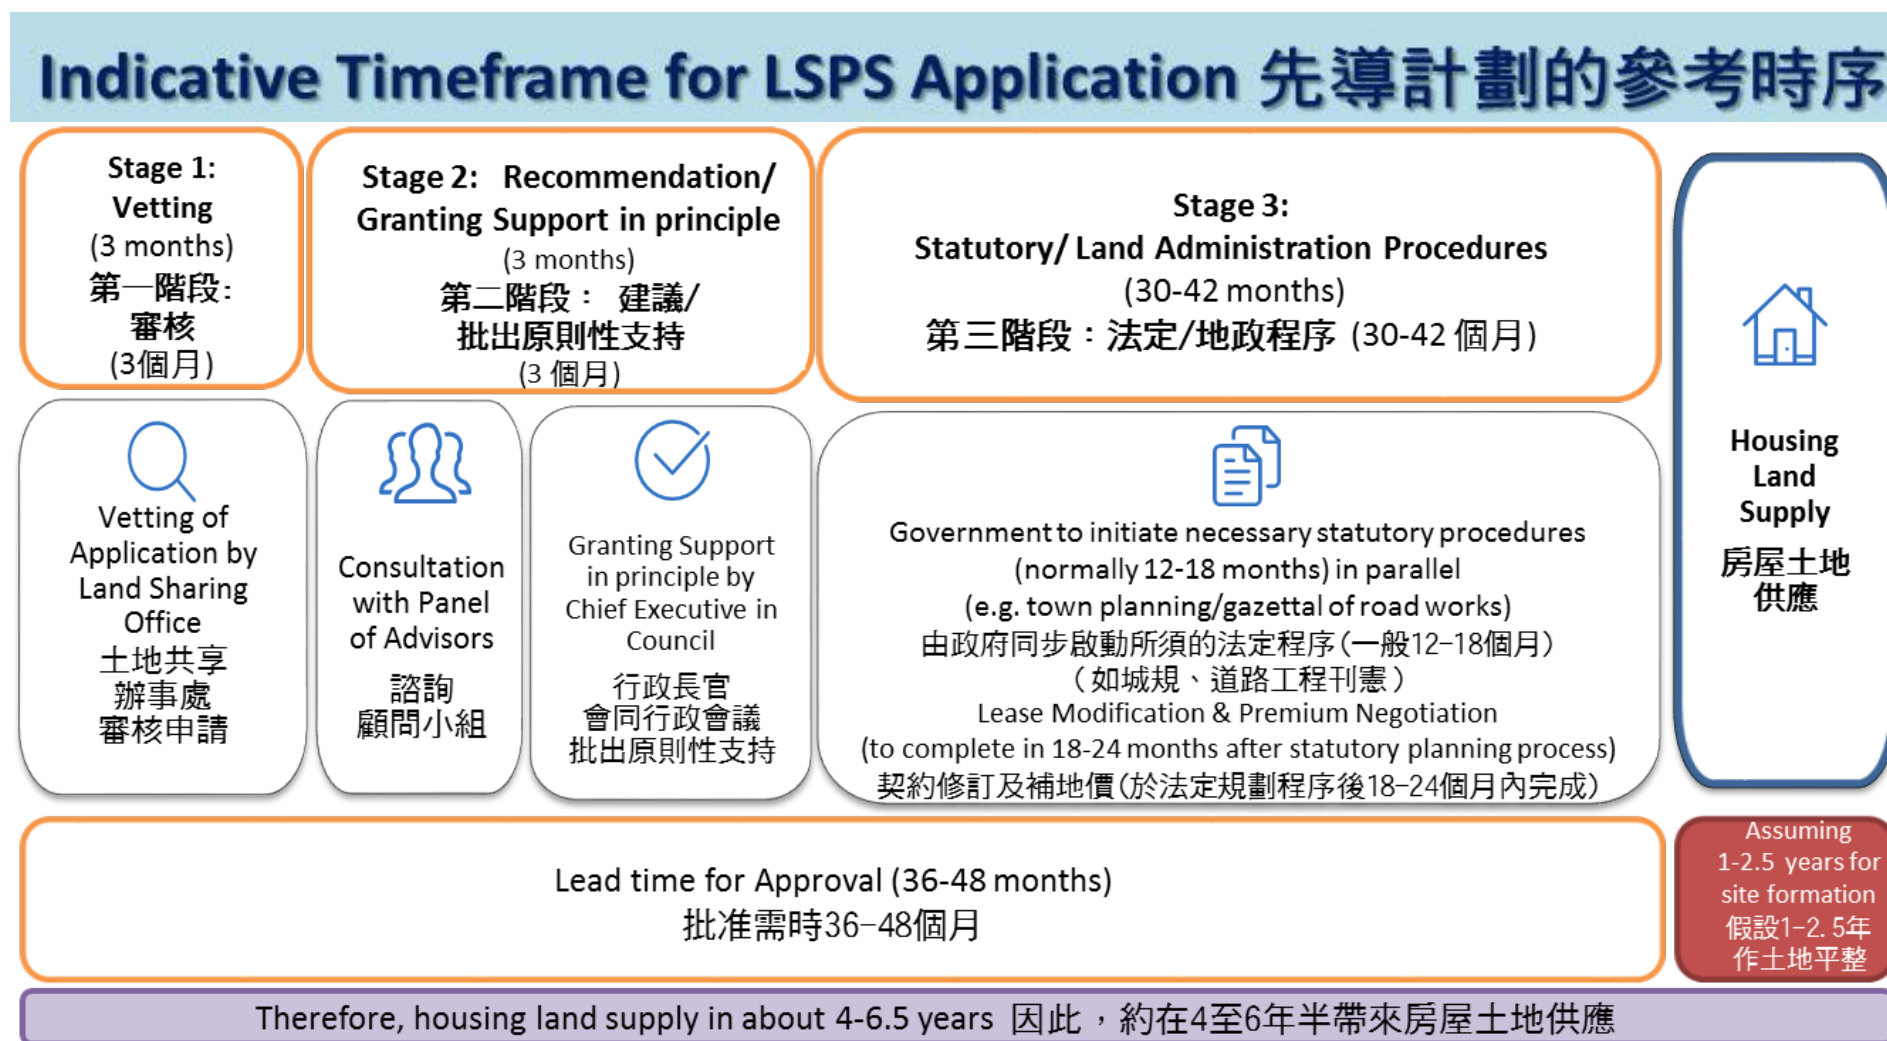 Indicative Timeframe for LSPS Application 先導計劃的參考時序
Stage 1:
Vetting
(3 months)
第一階段:
審核
(3個月)
Stage 2: Recommendation/
Granting Support in principle
(3 months)
第二階段： 建議/
批出原則性支持
(3 個月)
Stage 3:
Statutory/ Land Administration Procedures
(30-42 months)
第三階段：法定/地政程序 (30-42 個月)
Vetting of
Application by
Land Sharing
Office
土地共享
辦事處
審核申請
Consultation
with Panel
of Advisors
諮詢
顧問小組
Granting Support
in principle by
Chief Executive in
Council
行政長官
會同行政會議
批出原則性支持
Government to initiate necessary statutory procedures
(normally 12-18 months) in parallel
(e.g. town planning/gazettal of road works)
由政府同步啟動所須的法定程序(一般12-18個月)
（如城規、道路工程刊憲）
Lease Modification & Premium Negotiation
(to complete in 18-24 months after statutory planning process)
契約修訂及補地價(於法定規劃程序後18-24個月內完成)
Housing
Land
Supply
房屋土地
供應
Lead time for Approval (36-48 months)
批准需時36-48個月
Assuming
1-2.5 years for
site formation
假設1-2.5年
作土地平整
Therefore, housing land supply in about 4-6.5 years 因此，約在4至6年半帶來房屋土地供應